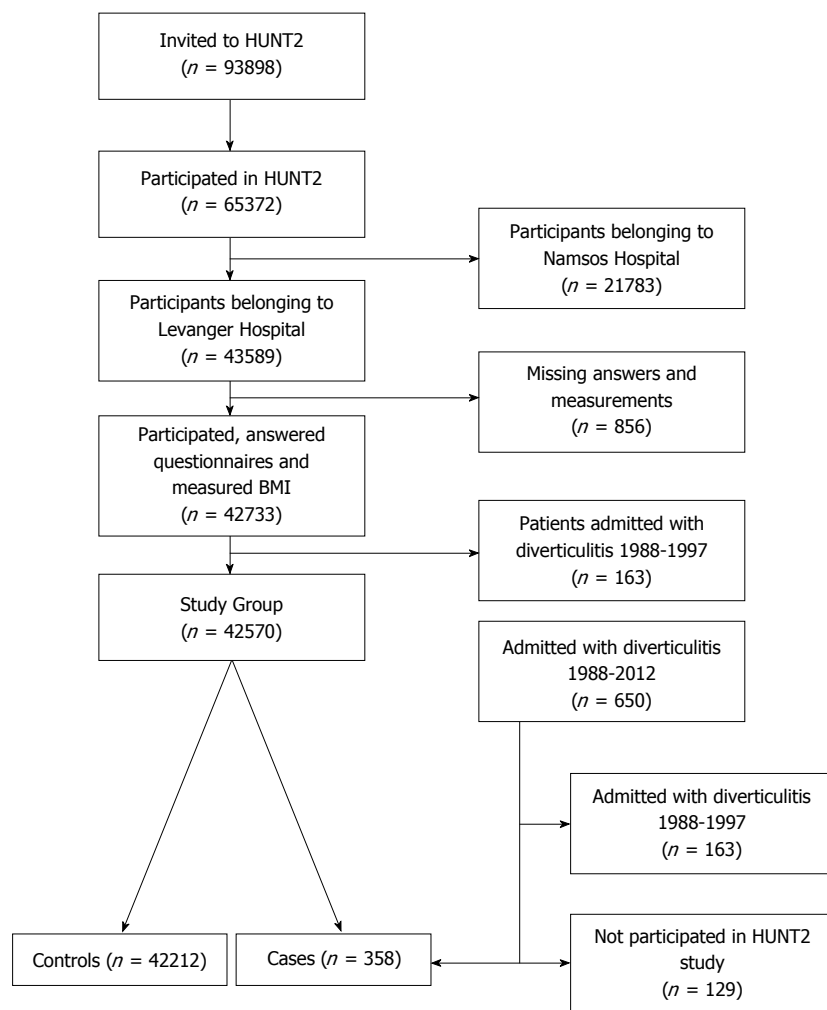 Invited to HUNT2
(n = 93898)
Participated in HUNT2
(n = 65372)
Participants belonging to
Namsos Hospital
(n = 21783)
Participants belonging to
Levanger Hospital
(n = 43589)
Missing answers and
measurements
(n = 856)
Participated, answered
questionnaires and
measured BMI
(n = 42733)
Patients admitted with
diverticulitis 1988-1997
(n = 163)
Study Group
(n = 42570)
Admitted with diverticulitis
1988-2012
(n = 650)
Admitted with diverticulitis
1988-1997
(n = 163)
Controls (n = 42212)
Cases (n = 358)
Not participated in HUNT2
study
(n = 129)